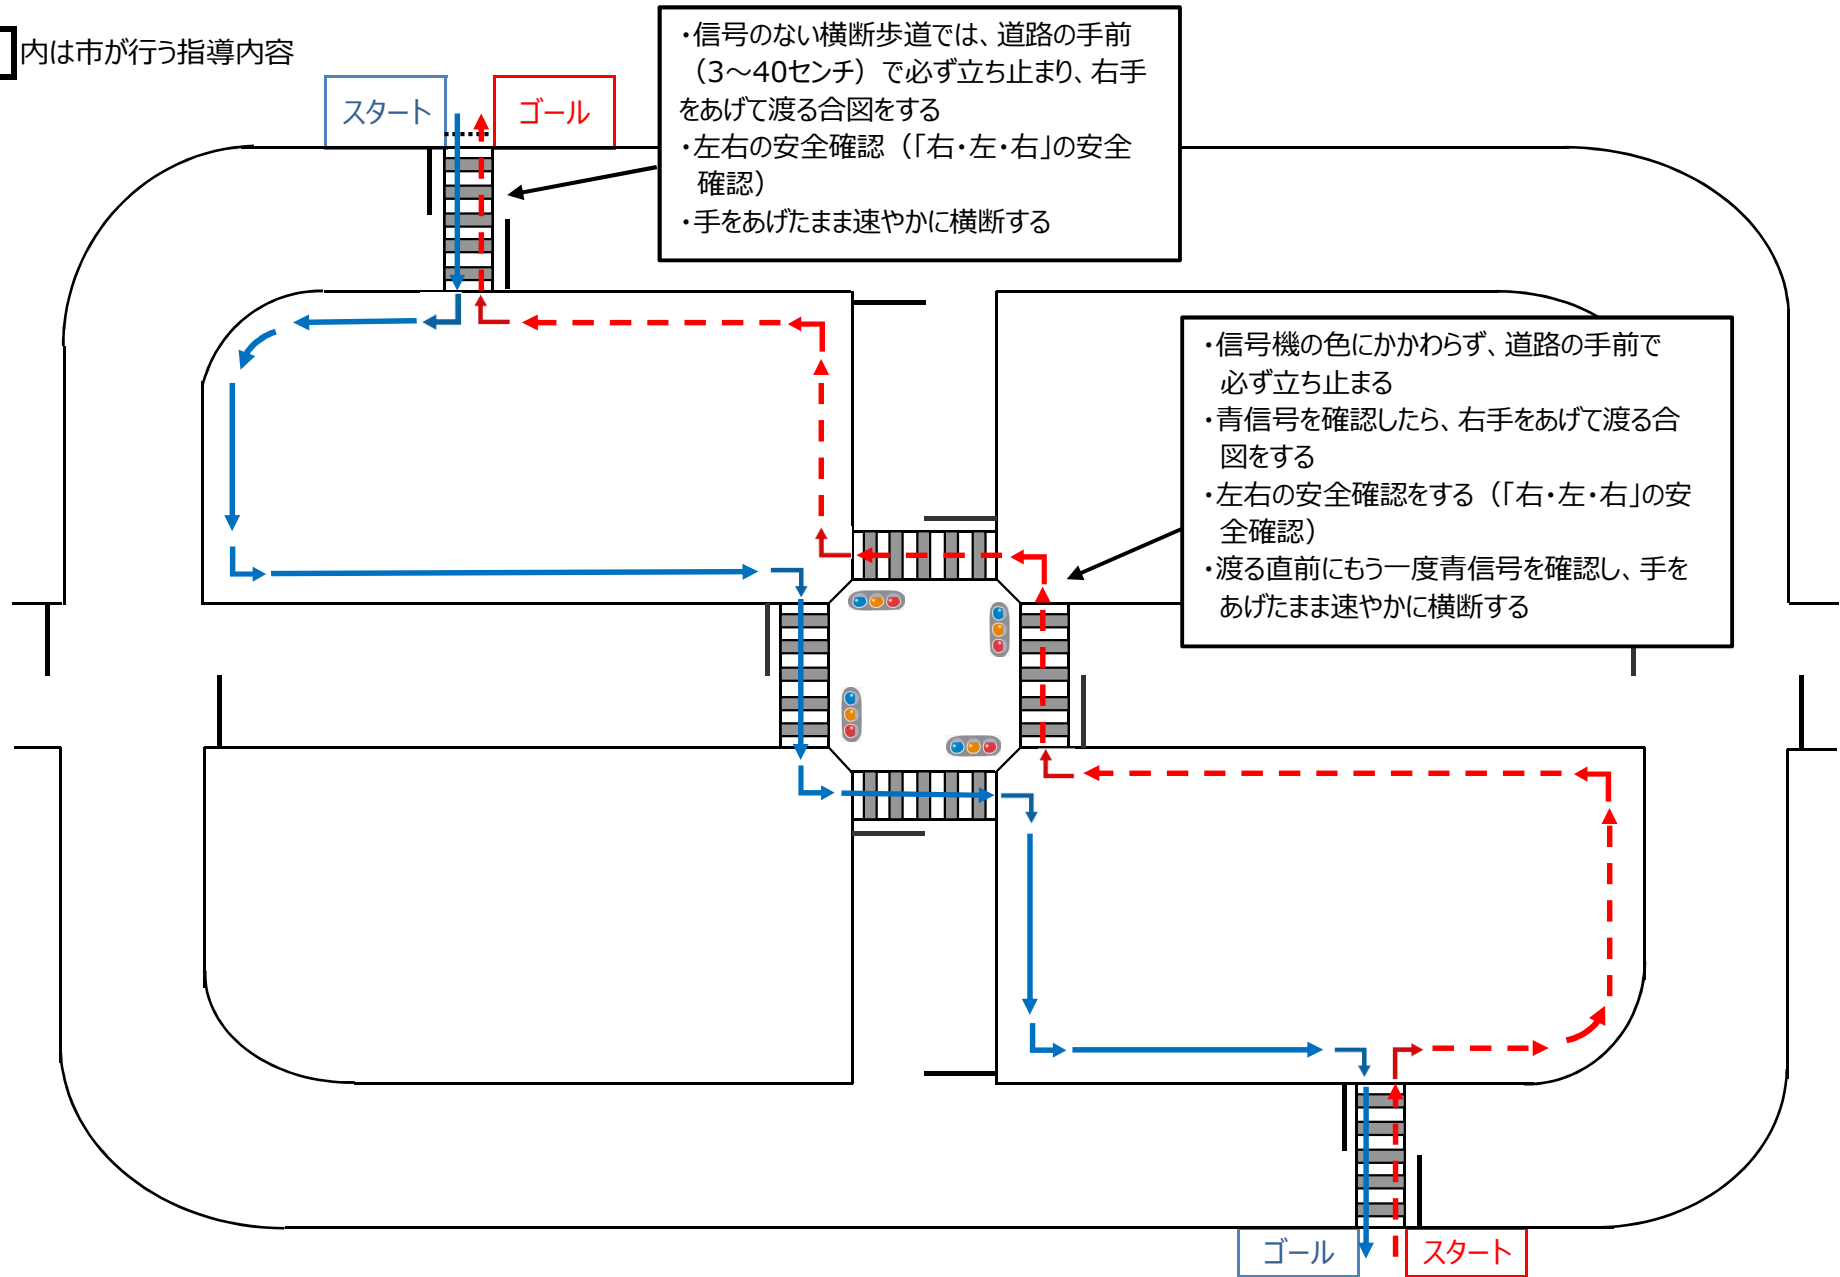 内は市が行う指導内容
スタート
ゴール
・信号のない横断歩道では、道路の手前
（3～40センチ）で必ず立ち止まり、右手
をあげて渡る合図をする
・左右の安全確認（「右・左・右」の安全
確認）
・手をあげたまま速やかに横断する
・信号機の色にかかわらず、道路の手前で
必ず立ち止まる
・青信号を確認したら、右手をあげて渡る合
図をする
・左右の安全確認をする（「右・左・右」の安
全確認）
・渡る直前にもう一度青信号を確認し、手を
あげたまま速やかに横断する
ゴール
スタート